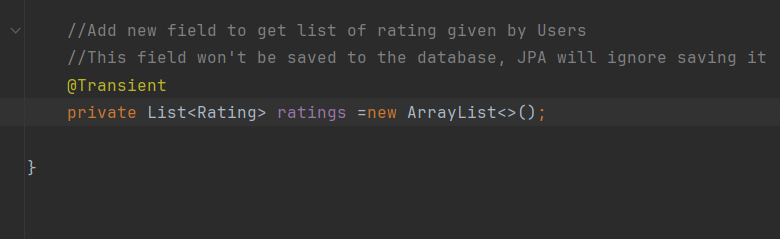 //Add new field to get list of rating given by Users
//This field won't be saved to the database, JPA will ignore saving it
@Transient
private List<Rating> ratings =new ArrayList<>();
}